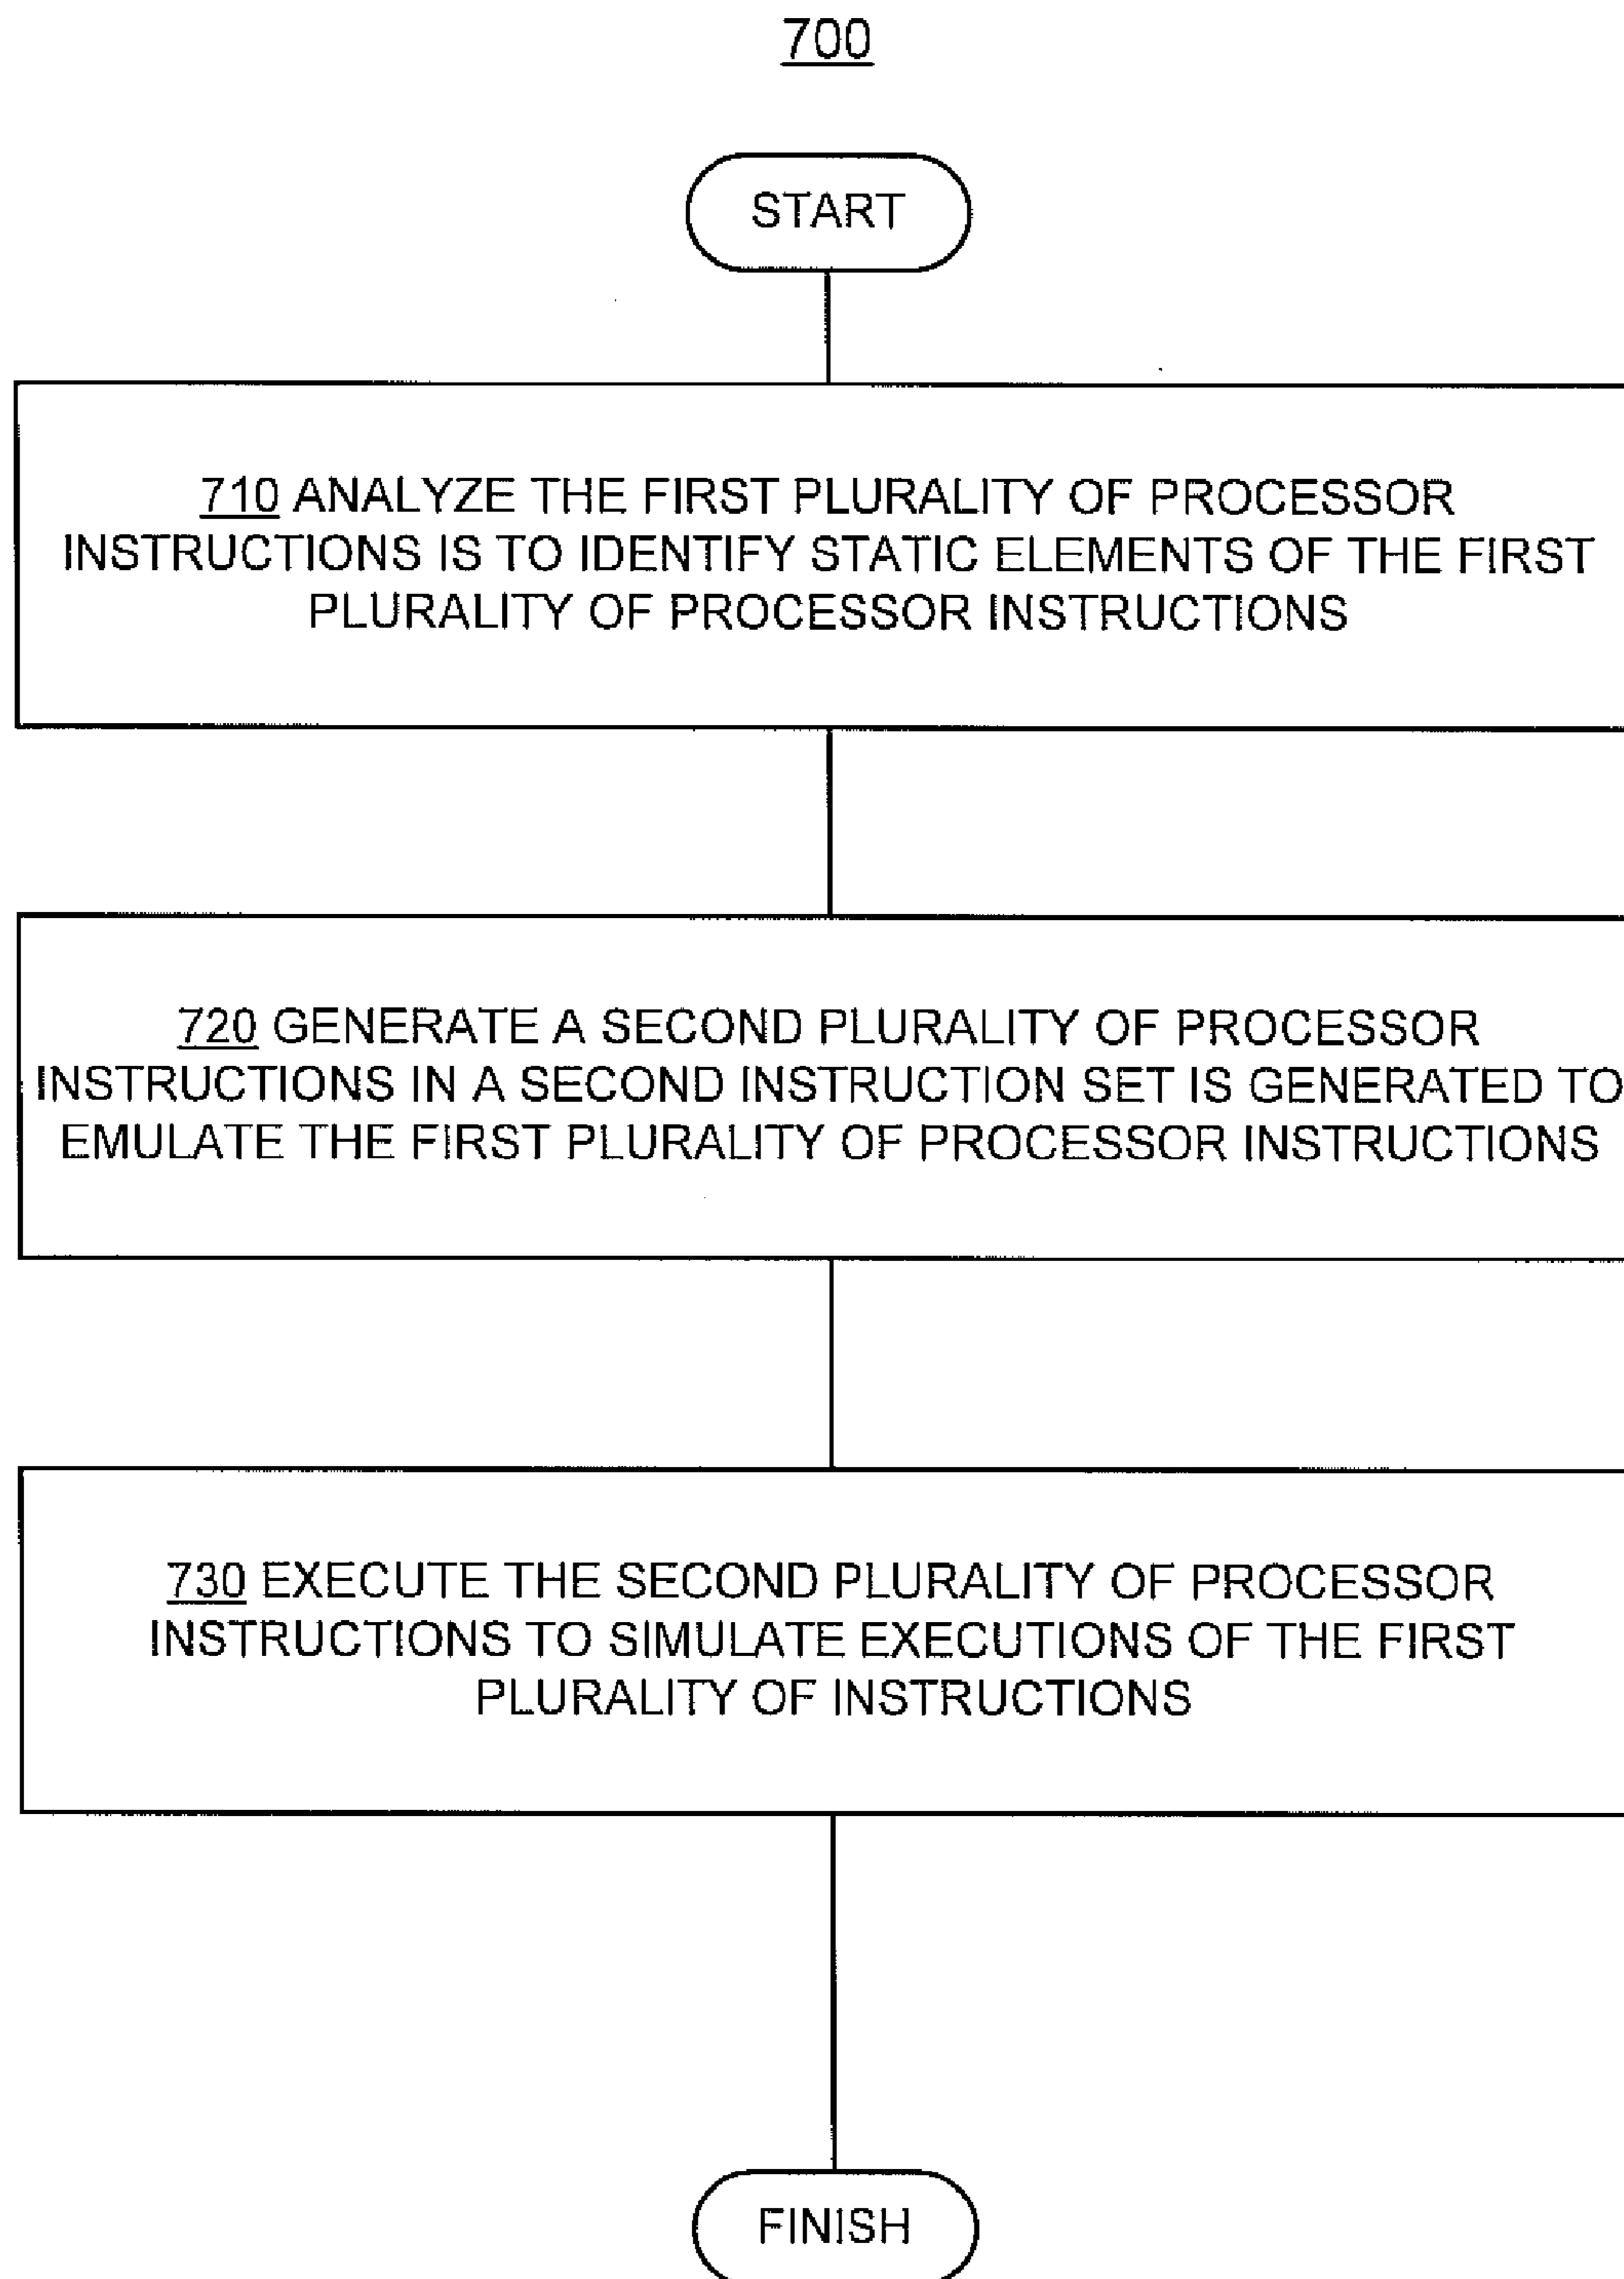 700
START
710 ANALYZE THE FIRST PLURALITY OF PROCESSOR
INSTRUCTIONS IS TO IDENTIFY STATIC ELEMENTS OF THE FIRST
PLURALITY OF PROCESSOR INSTRUCTIONS
720 GENERATE A SECOND PLURALITY OF PROCESSOR
INSTRUCTIONS IN A SECOND INSTRUCTION SET IS GENERATED TO
EMULATE THE FIRST PLURALITY OF PROCESSOR INSTRUCTIONS
730 EXECUTE THE SECOND PLURALITY OF PROCESSOR
INSTRUCTIONS TO SIMULATE EXECUTIONS OF THE FIRST
PLURALITY OF INSTRUCTIONS
FINISH